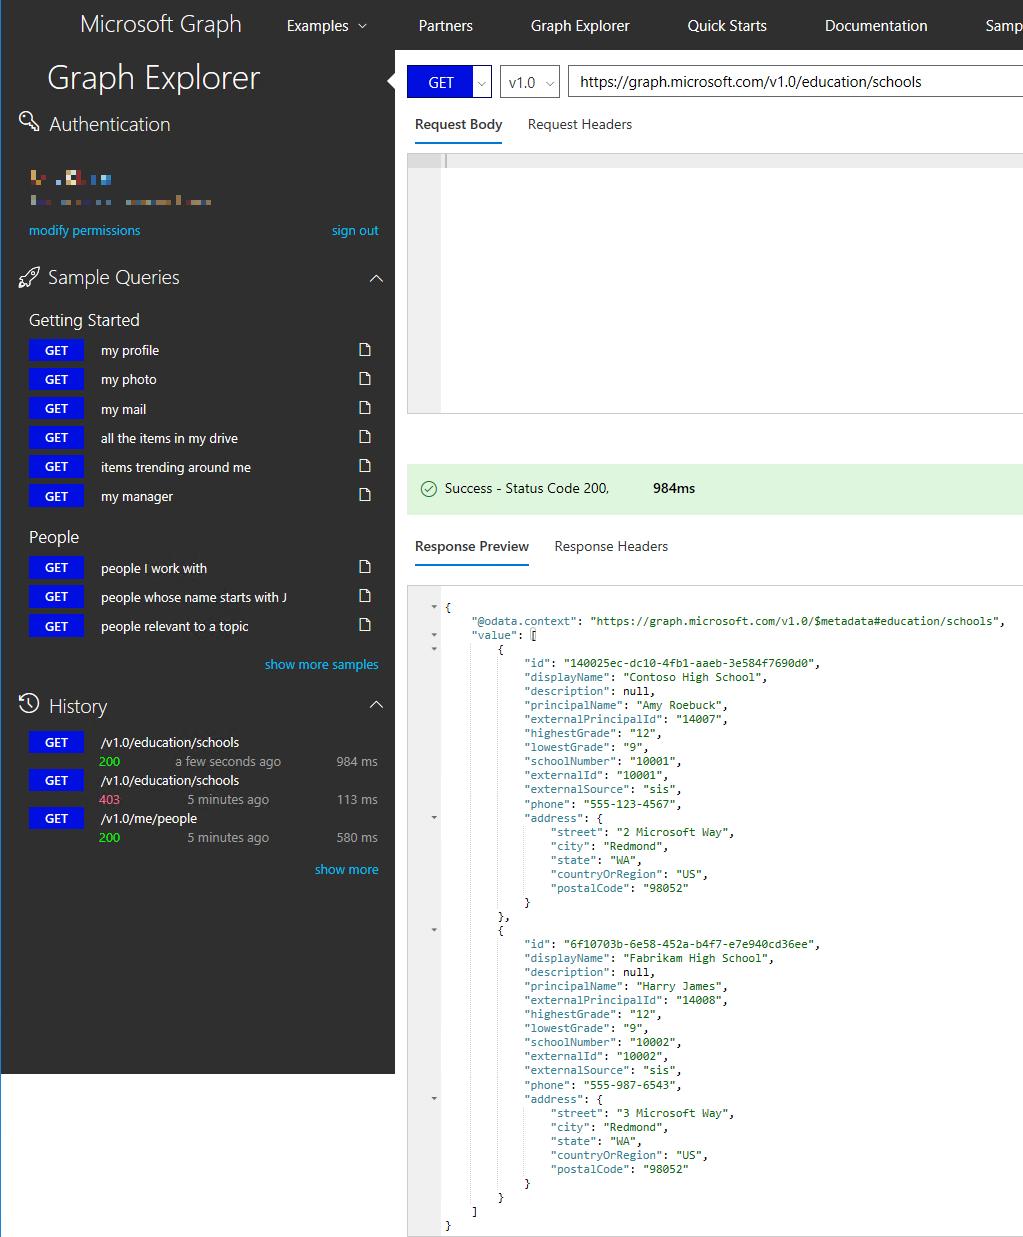 Microsoft Graph
Examples
Partners
Graph Explorer
Quick Starts
Documentation
Samp
Graph Explorer
Authentication
modify permissions
sign out
Sample Queries
Getting Started
GET my profile
GET my photo
GET my mail
GET all the items in my drive
GET items trending around me
GET my manager
People
GET people I work with
GET people whose name starts with J
GET people relevant to a topic
show more samples
History
GET /v1.0/education/schools
200 a few seconds ago 984 ms
GET /v1.0/education/schools
403 5 minutes ago 113 ms
GET /v1.0/me/people
200 5 minutes ago 580 ms
show more
GET v1.0 https://graph.microsoft.com/v1.0/education/schools
Request Body Request Headers
Success - Status Code 200, 984ms
Response Preview Response Headers
{
"@odata.context": "https://graph.microsoft.com/v1.0/$metadata#education/schools",
"value": [
{
"id": "140025ec-dc10-4fb1-aaeb-3e584f7690d0",
"displayName": "Contoso High School",
"description": null,
"principalName": "Amy Roebuck",
"externalPrincipalId": "14007",
"highestGrade": "12",
"lowestGrade": "9",
"schoolNumber": "10001",
"externalId": "10001",
"externalSource": "sis",
"phone": "555-123-4567",
"address": {
"street": "2 Microsoft Way",
"city": "Redmond",
"state": "WA",
"countryOrRegion": "US",
"postalCode": "98052"
}
},
{
"id": "6f10703b-6e58-452a-b4f7-e7e940cd36ee",
"displayName": "Fabrikam High School",
"description": null,
"principalName": "Harry James",
"externalPrincipalId": "14008",
"highestGrade": "12",
"lowestGrade": "9",
"schoolNumber": "10002",
"externalId": "10002",
"externalSource": "sis",
"phone": "555-987-6543",
"address": {
"street": "3 Microsoft Way",
"city": "Redmond",
"state": "WA",
"countryOrRegion": "US",
"postalCode": "98052"
}
}
]
}